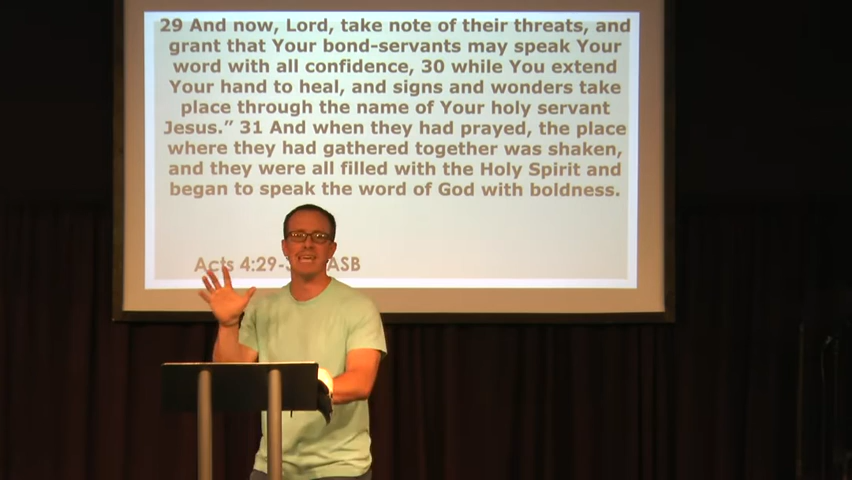 29 And now, Lord, take note of their threats, and
grant that Your bond-servants may speak Your
word with all confidence, 30 while You extend
Your hand to heal, and signs and wonders take
place through the name of Your holy servant
Jesus.” 31 And when they had prayed, the place
where they had gathered together was shaken,
and they were all filled with the Holy Spirit and
began to speak the word of God with boldness.
Acts 4:29-